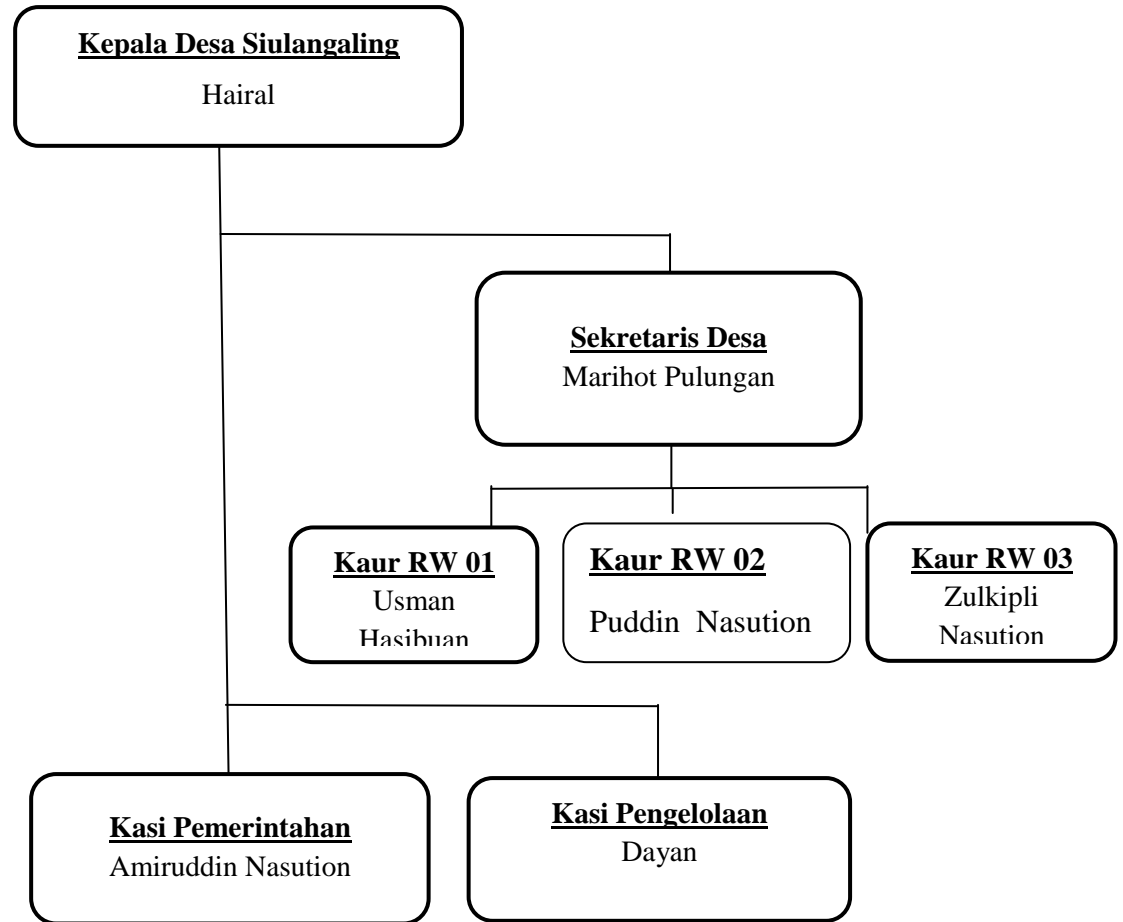 Kepala Desa Siulangaling
Hairal
Sekretaris Desa
Marihot Pulungan
Kaur RW 01
Usman
Hasibuan
Kaur RW 02
Puddin Nasution
Kaur RW 03
Zulkipli
Nasution
Kasi Pemerintahan
Amiruddin Nasution
Kasi Pengelolaan
Dayan